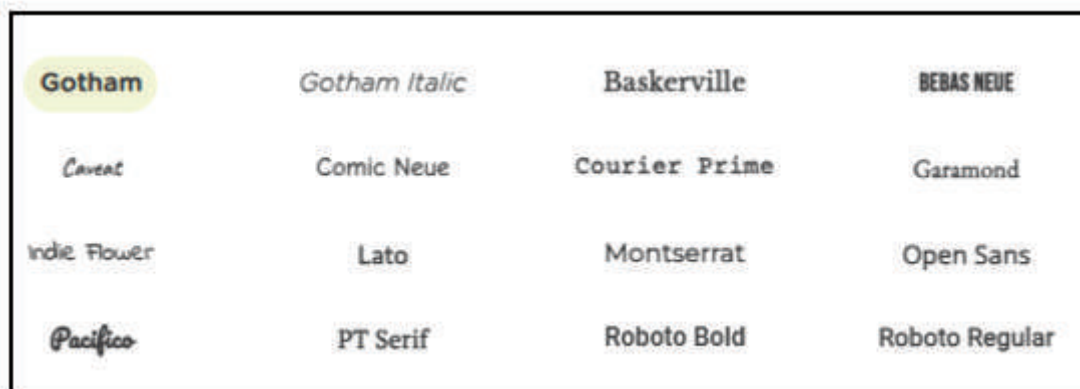 Gotham Gotham Italic Baskerville BEBAS NEUE
Caveat Comic Neue Courier Prime Garamond
Indie Flower Lato Montserrat Open Sans
Pacifico PT Serif Roboto Bold Roboto Regular